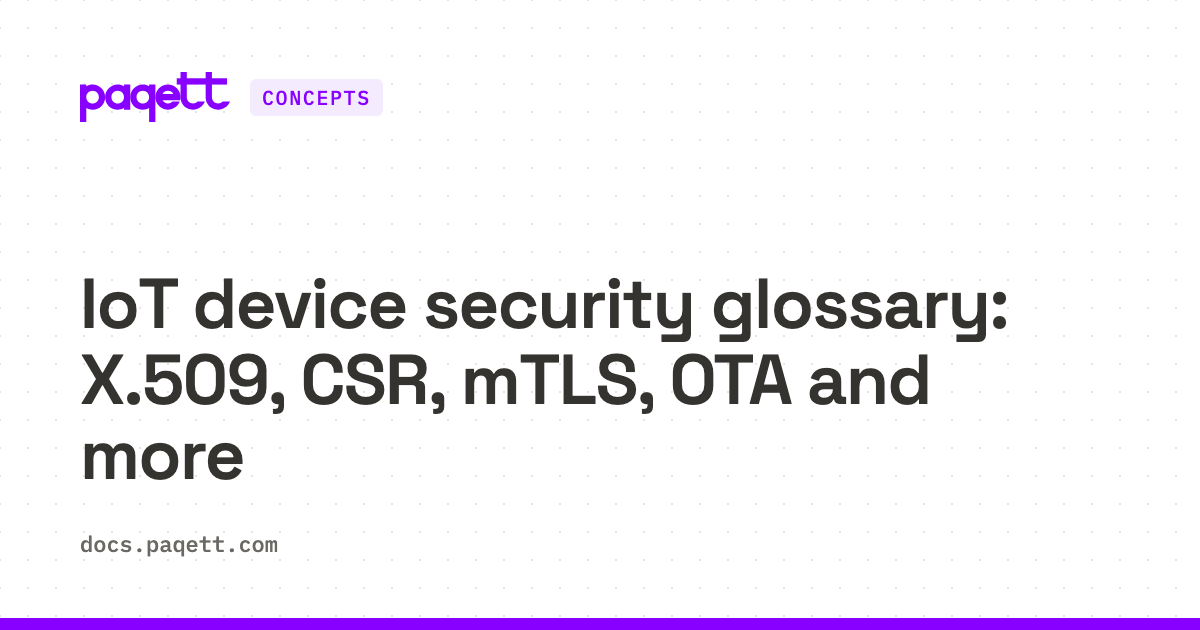 paqett
CONCEPTS
IoT device security glossary:
X.509, CSR, mTLS, OTA and
more
docs.paqett.com